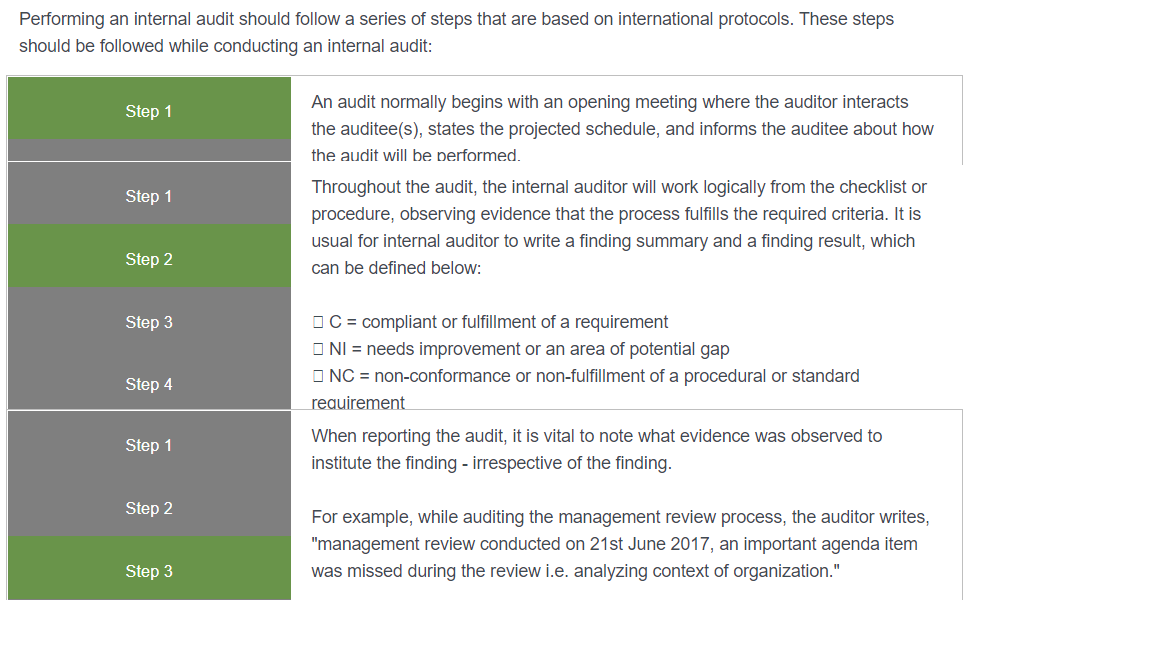 Performing an internal audit should follow a series of steps that are based on international protocols. These steps
should be followed while conducting an internal audit:
Step 1
An audit normally begins with an opening meeting where the auditor interacts
the auditee(s), states the projected schedule, and informs the auditee about how
the audit will be performed.
Step 1
Step 2
Step 3
Step 4
Throughout the audit, the internal auditor will work logically from the checklist or
procedure, observing evidence that the process fulfills the required criteria. It is
usual for internal auditor to write a finding summary and a finding result, which
can be defined below:
C = compliant or fulfillment of a requirement
NI = needs improvement or an area of potential gap
NC = non-conformance or non-fulfillment of a procedural or standard
requirement
Step 1
Step 2
Step 3
When reporting the audit, it is vital to note what evidence was observed to
institute the finding - irrespective of the finding.
For example, while auditing the management review process, the auditor writes,
"management review conducted on 21st June 2017, an important agenda item
was missed during the review i.e. analyzing context of organization."